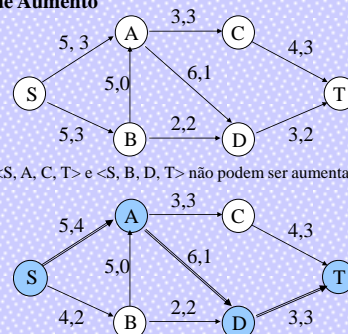 de Aumento
3,3
A
C
5, 3
4,3
6,1
S
5,0
T
5,3
2,2
3,2
B
D
<S, A, C, T> e <S, B, D, T> não podem ser
3,3
A
C
5,4
4,3
6,1
S
5,0
T
4,2
2,2
3,3
B
D